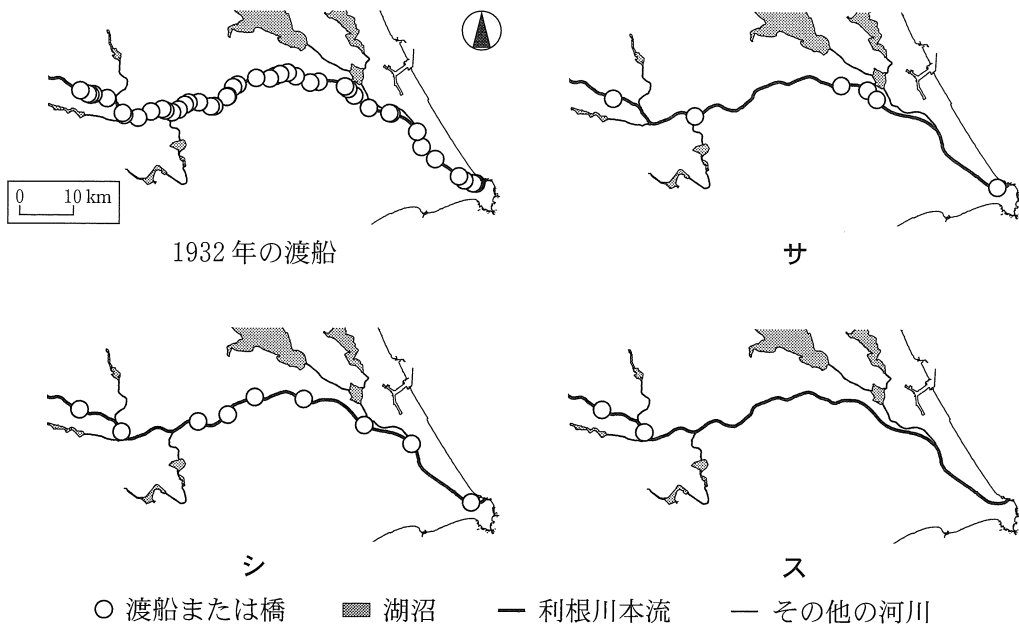 0 10 km
1932 年の渡船
サ
シ
ス
渡船または橋
湖沼
利根川本流
その他の河川